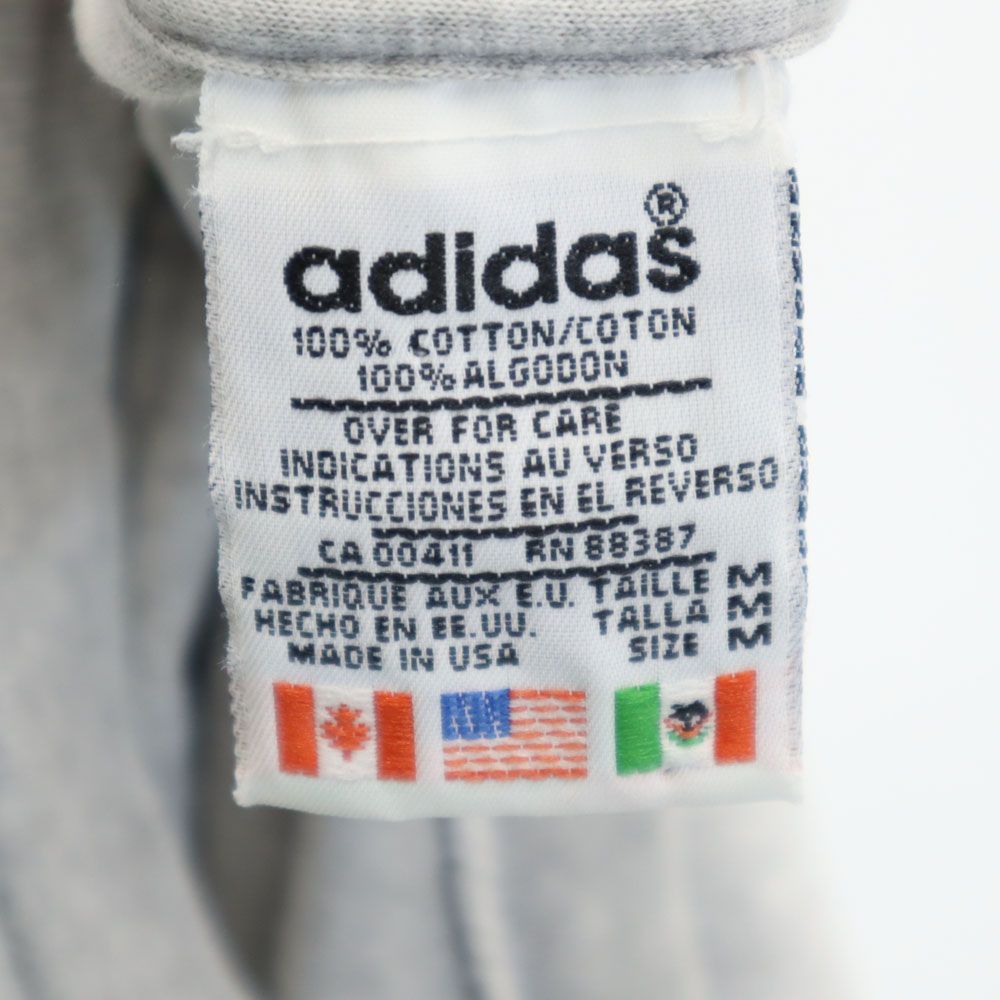 adidas®
100% COTTON/COTON
100% ALGODON
OVER FOR CARE
INDICATIONS AU VERSO
INSTRUCCIONES EN EL REVERSO
CA 00411 RN 88387
FABRIQUE AUX E.U. TAILLE M
HECHO EN EE.UU. TALLA M
MADE IN USA SIZE M